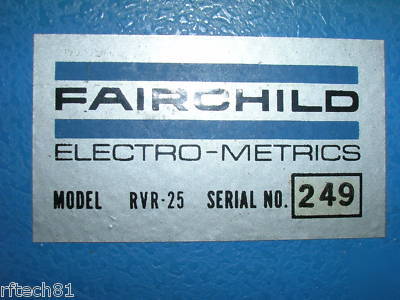 FAIRCHILD
ELECTRO-METRICS
MODEL RVR-25 SERIAL NO. 249
rftech81